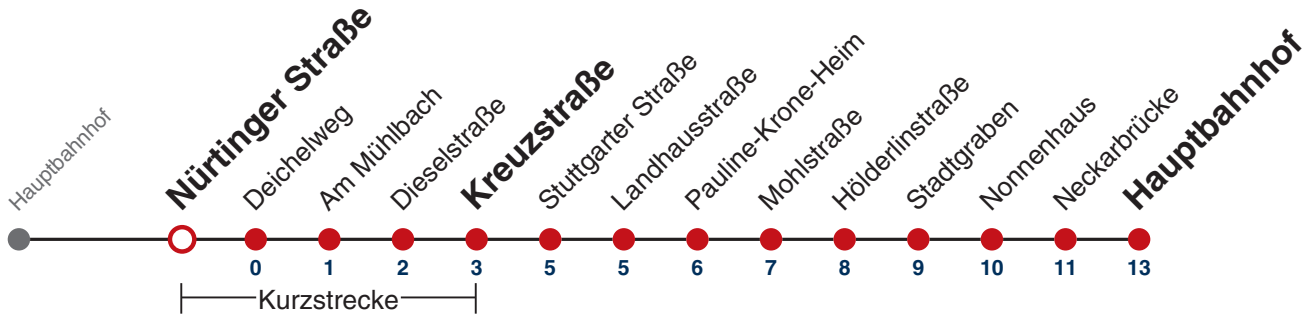 Hauptbahnhof
Nürtinger Straße
Deichelweg
Am Mühlbach
Dieselstraße
Kreuzstraße
Stuttgarter Straße
Landhausstraße
Pauline-Krone-Heim
Mohlstraße
Hölderlinstraße
Stadtgraben
Nonnenhaus
Neckarbrücke
Hauptbahnhof
0 1 2 3 5 5 6 7 8 9 10 11 13
Kurzstrecke